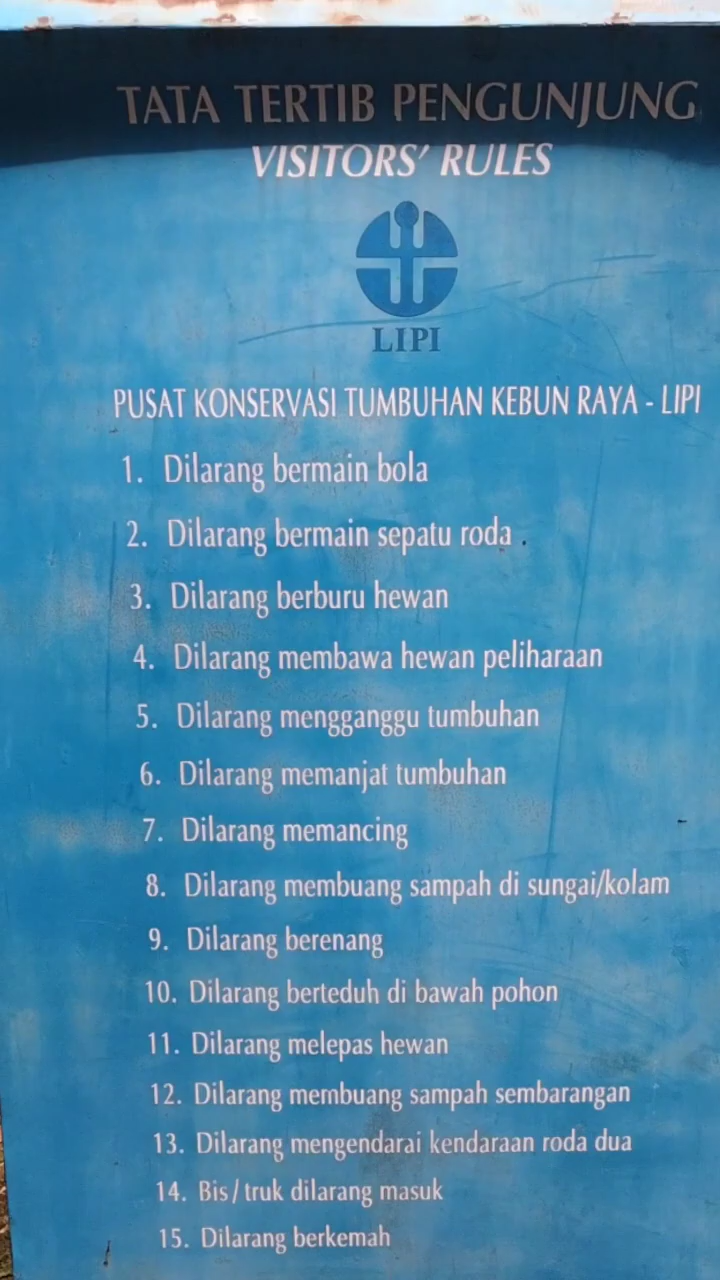 TATA TERTIB PENGUNJUNG
VISITORS' RULES
LIPI
PUSAT KONSERVASI TUMBUHAN KEBUN RAYA - LIPI
1. Dilarang bermain bola
2. Dilarang bermain sepatu roda
3. Dilarang berburu hewan
4. Dilarang membawa hewan peliharaan
5. Dilarang mengganggu tumbuhan
6. Dilarang memanjat tumbuhan
7. Dilarang memancing
8. Dilarang membuang sampah di sungai/kolam
9. Dilarang berenang
10. Dilarang berteduh di bawah pohon
11. Dilarang melepas hewan
12. Dilarang membuang sampah sembarangan
13. Dilarang mengendarai kendaraan roda dua
14. Bis / truk dilarang masuk
15. Dilarang berkemah